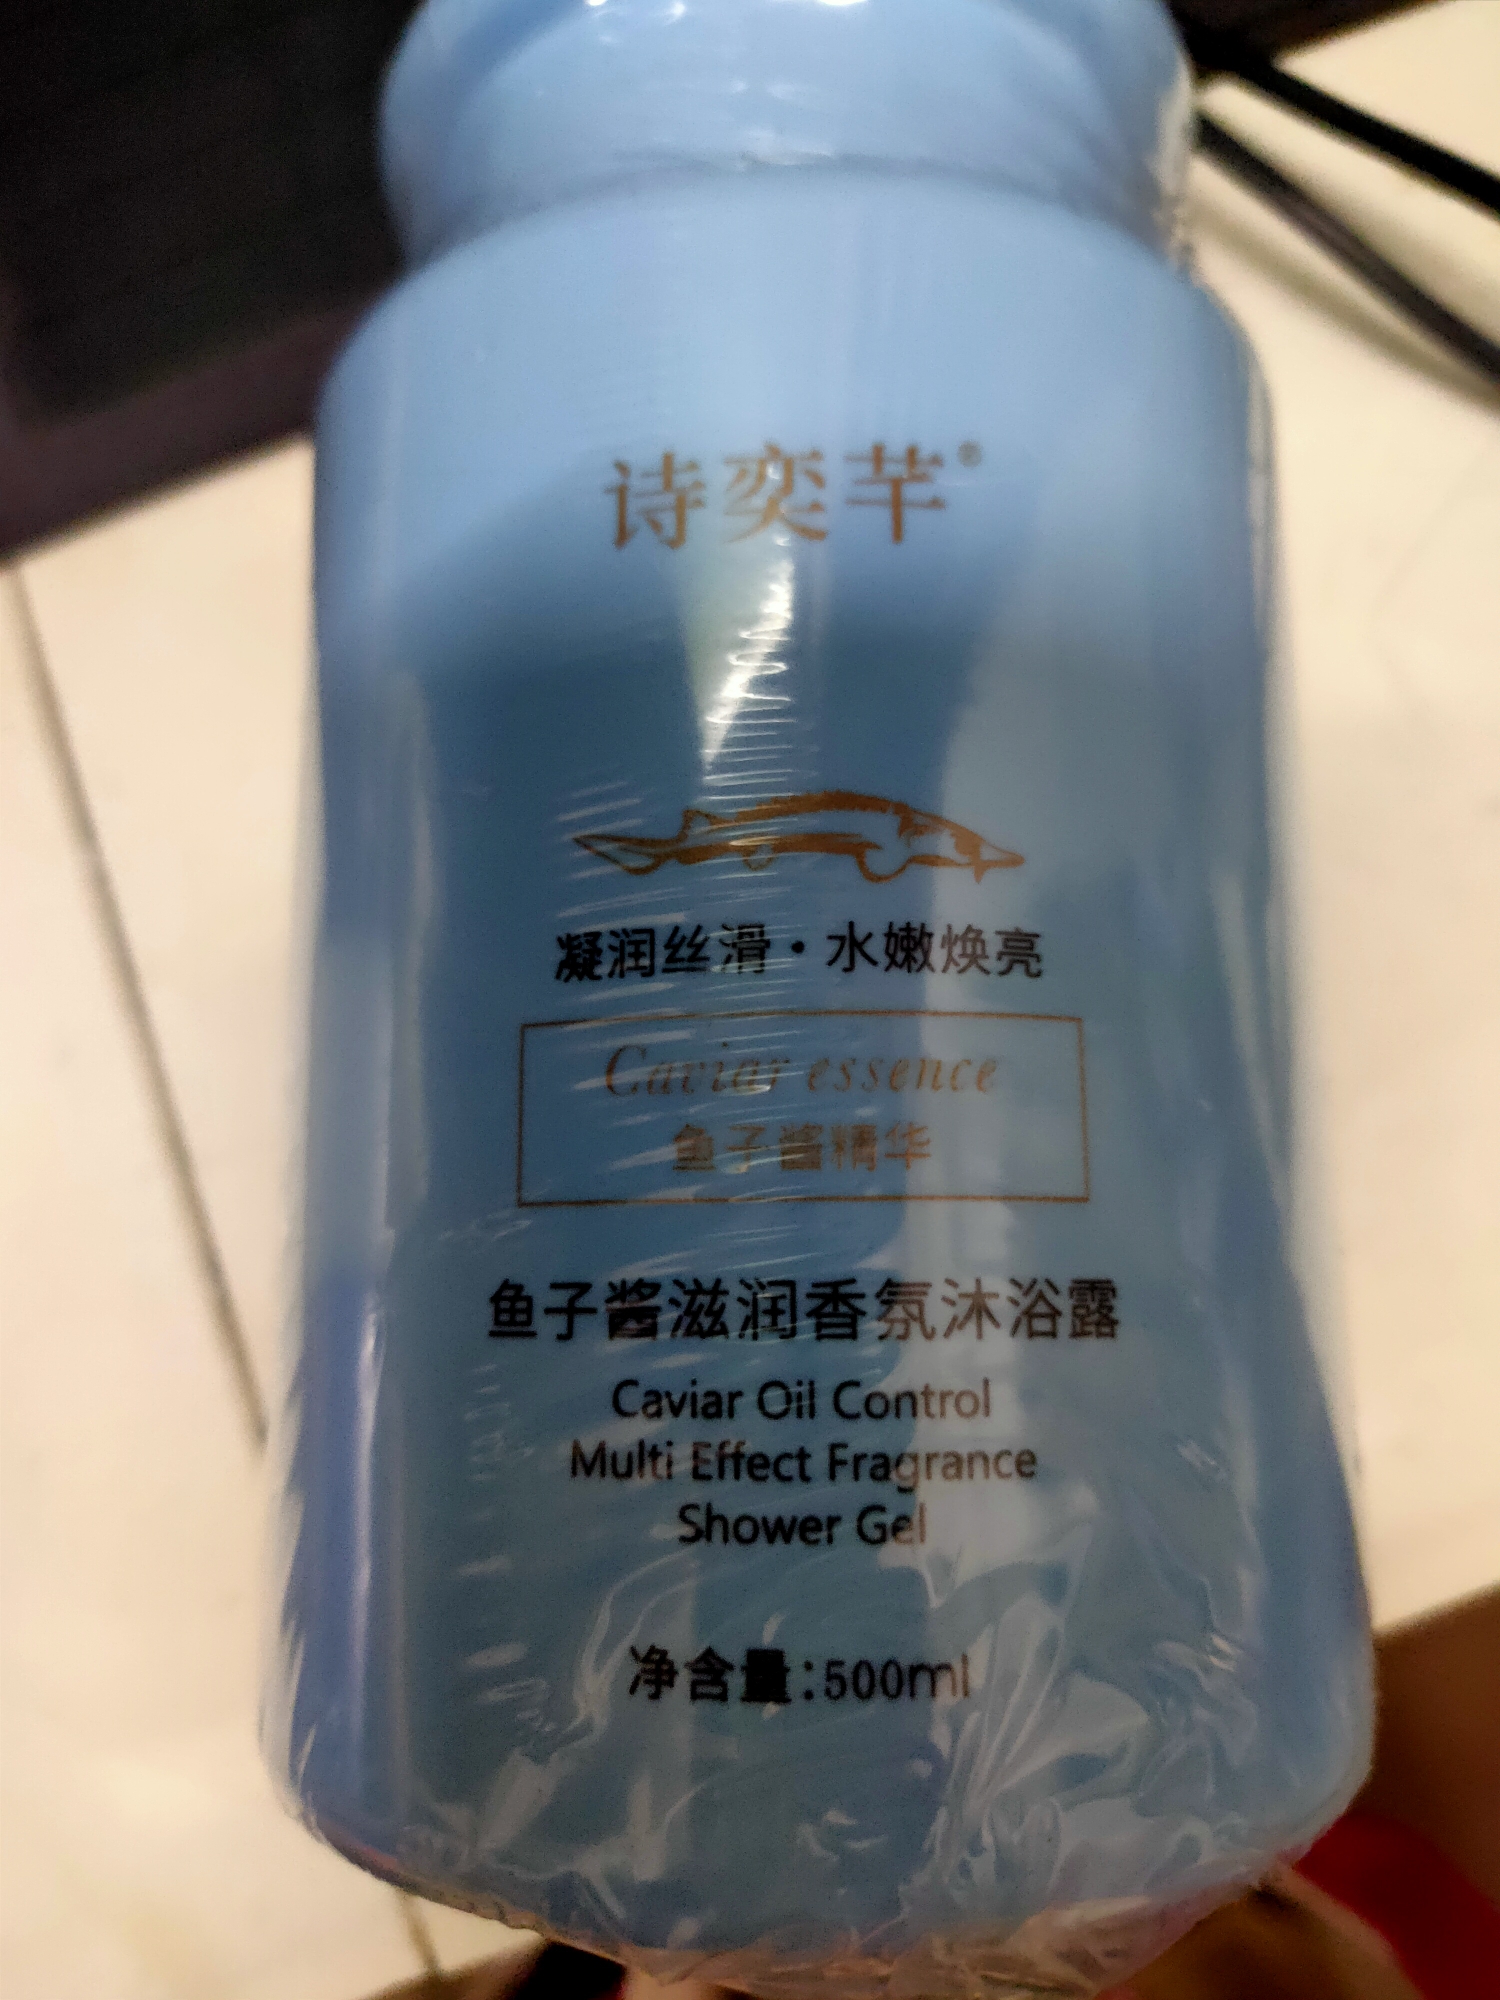 诗奕芊®
凝润丝滑·水嫩焕亮
Caviar essence
鱼子酱精华
鱼子酱滋润香氛沐浴露
Caviar Oil Control
Multi Effect Fragrance
Shower Gel
净含量:500ml